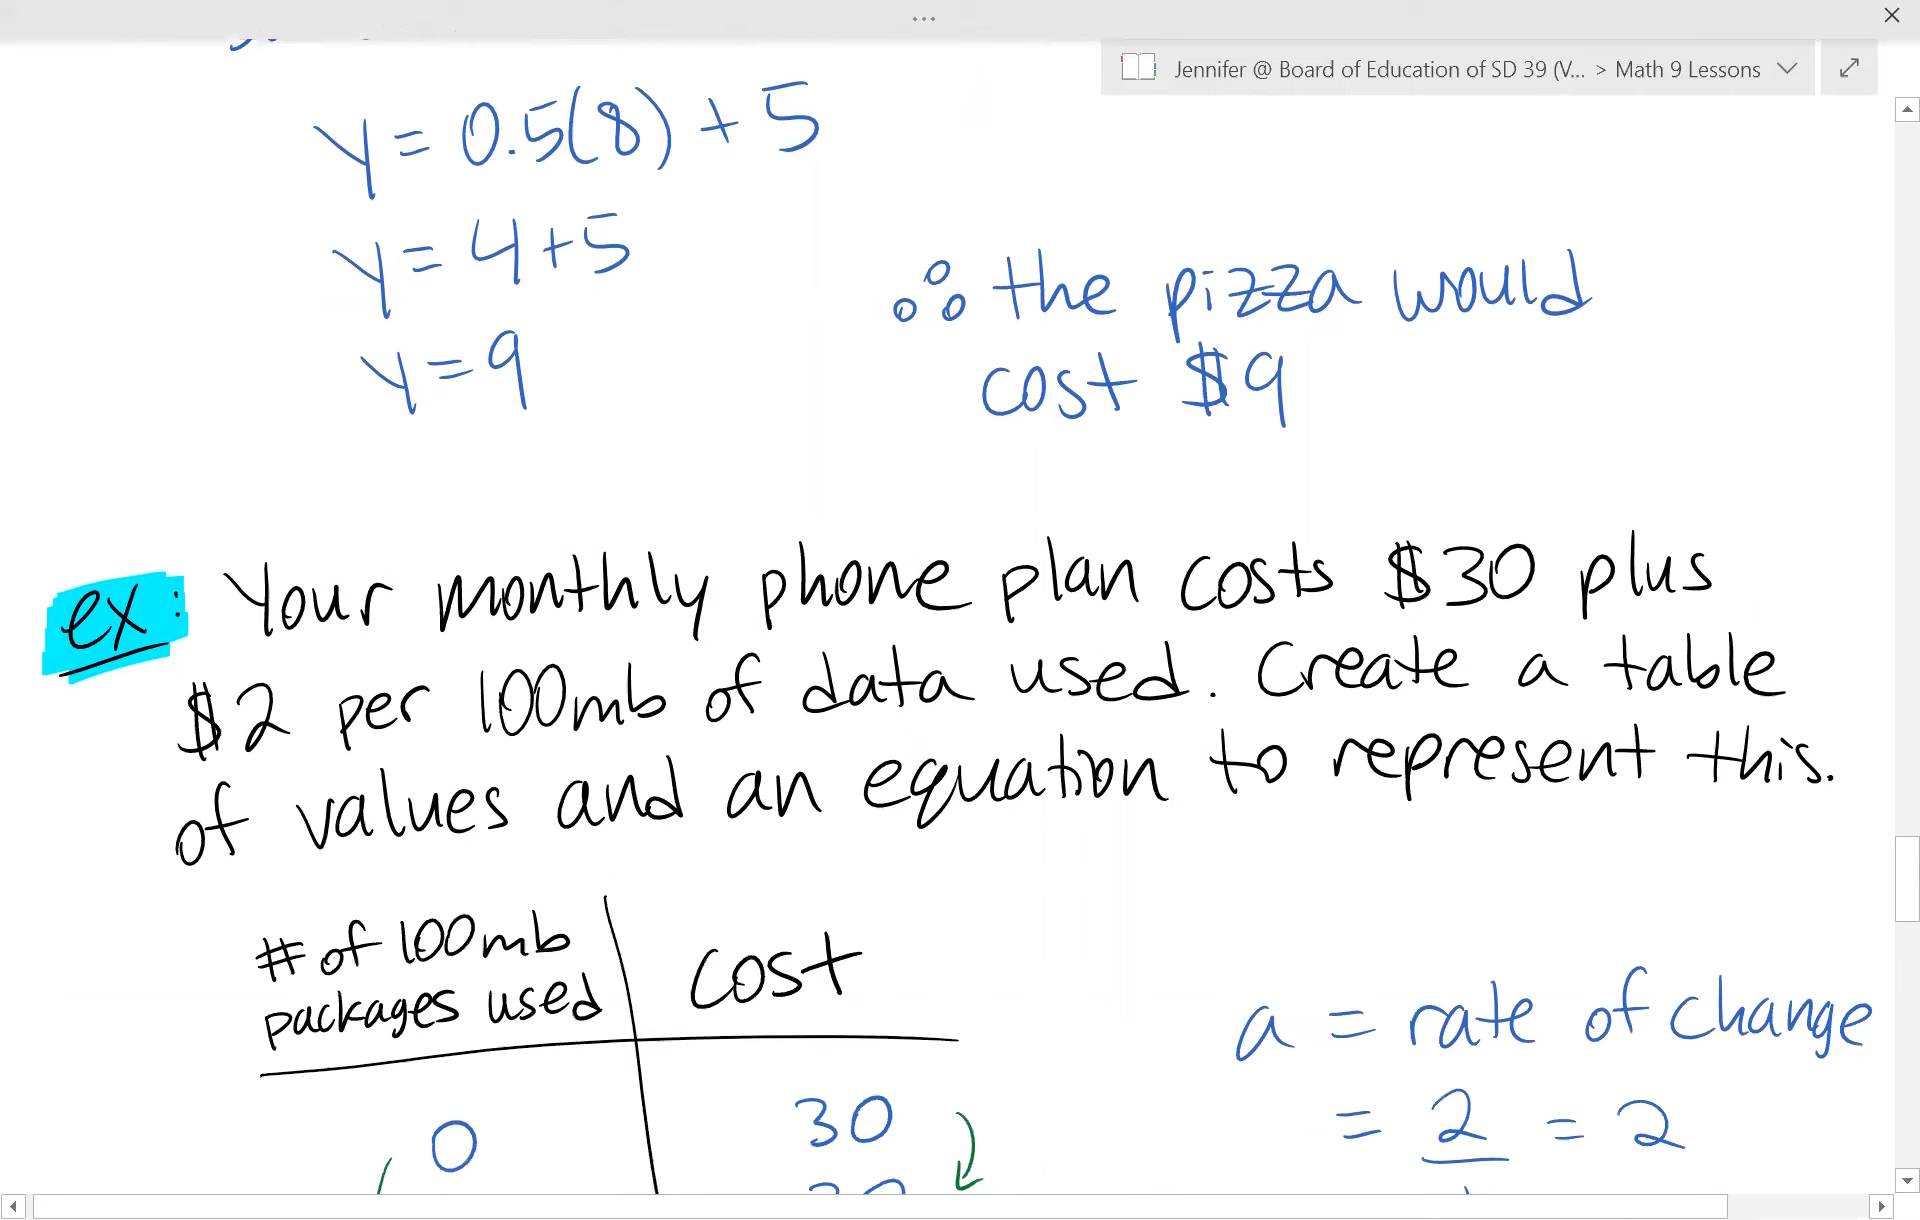 Jennifer @ Board of Education of SD 39 (V... > Math 9 Lessons
y = 0.5(8) + 5
y = 4 + 5
y = 9
∴ the pizza would
cost $9
ex: Your monthly phone plan costs $30 plus
$2 per 100mb of data used. Create a table
of values and an equation to represent this.
# of 100mb
packages used
cost
0
30
a = rate of change
= 2 = 2